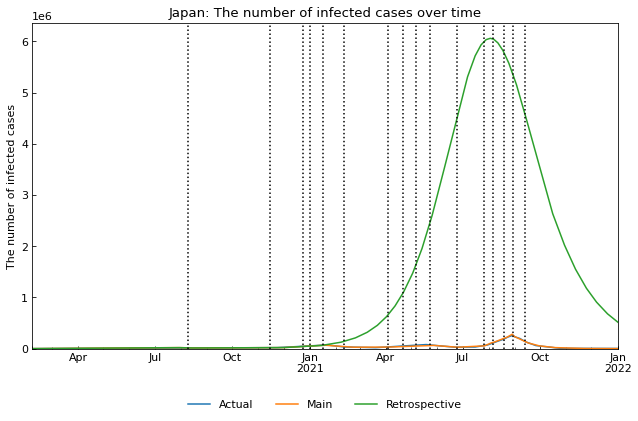 Japan: The number of infected cases over time
1e6
The number of infected cases
6
5
4
3
2
1
0
Apr Jul Oct Jan Apr Jul Oct Jan
2021 2022
Actual Main Retrospective